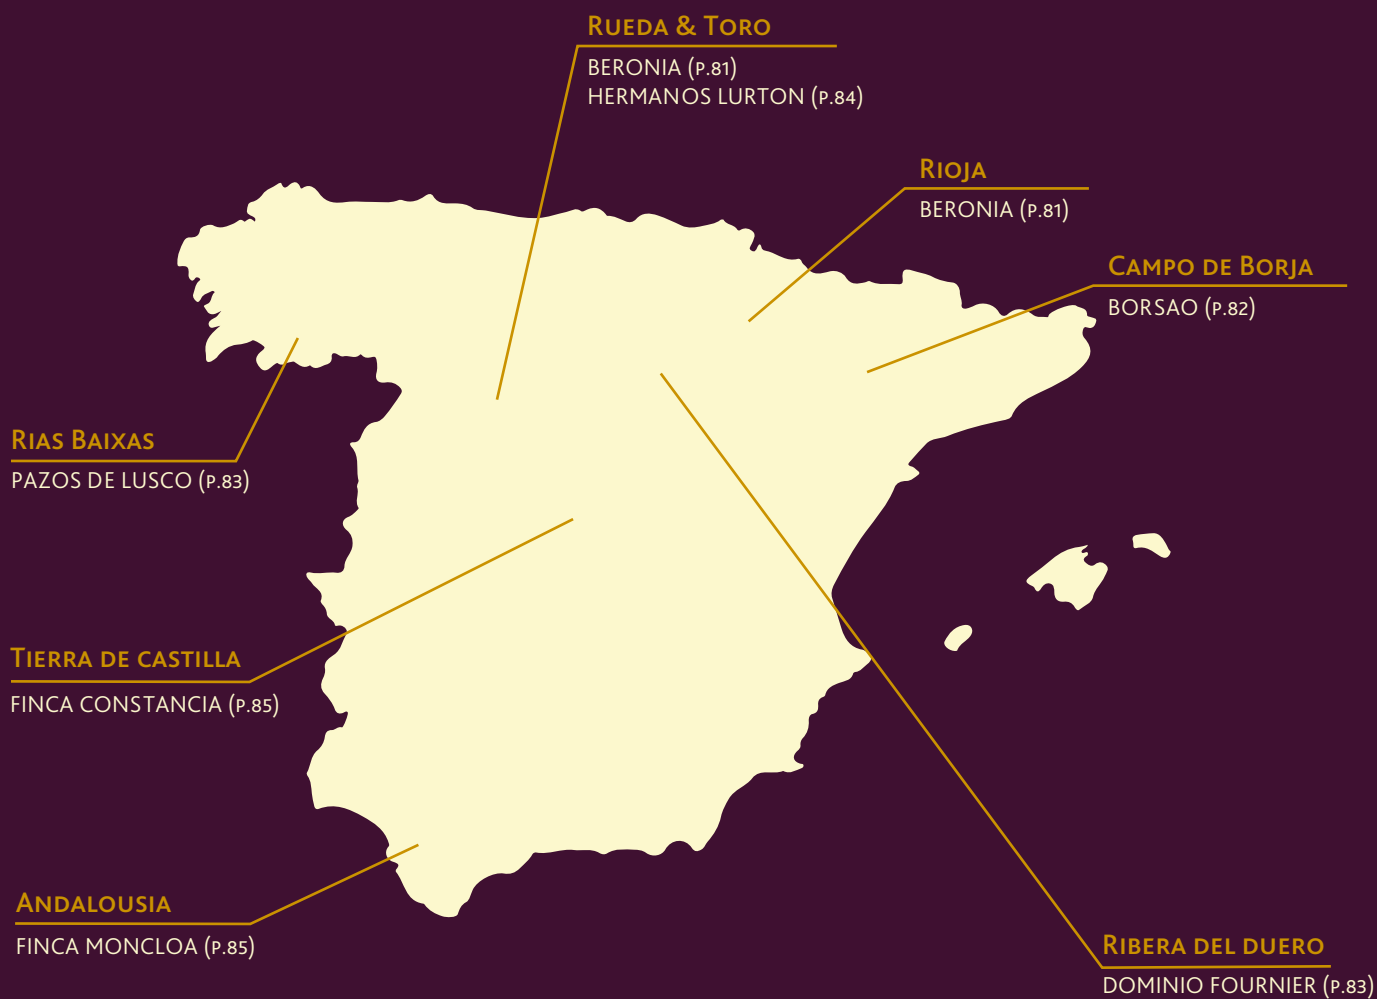 Rueda & Toro
BERONIA (P.81)
HERMANOS LURTON (P.84)
Rioja
BERONIA (P.81)
Campo de Borja
BORSAO (P.82)
Rias Baixas
PAZOS DE LUSCO (P.83)
Tierra de castilla
FINCA CONSTANCIA (P.85)
Andalousia
FINCA MONCLOA (P.85)
Ribera del duero
DOMINIO FOURNIER (P.83)